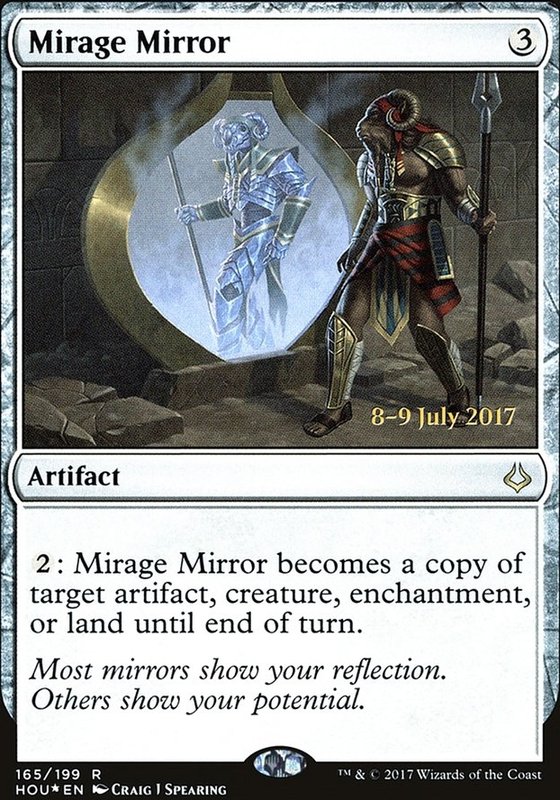 Mirage Mirror 3
8–9 July 2017
Artifact
2: Mirage Mirror becomes a copy of
target artifact, creature, enchantment,
or land until end of turn.
Most mirrors show your reflection.
Others show your potential.
165/199 R
HOU★EN Craig J Spearing
™ & © 2017 Wizards of the Coast